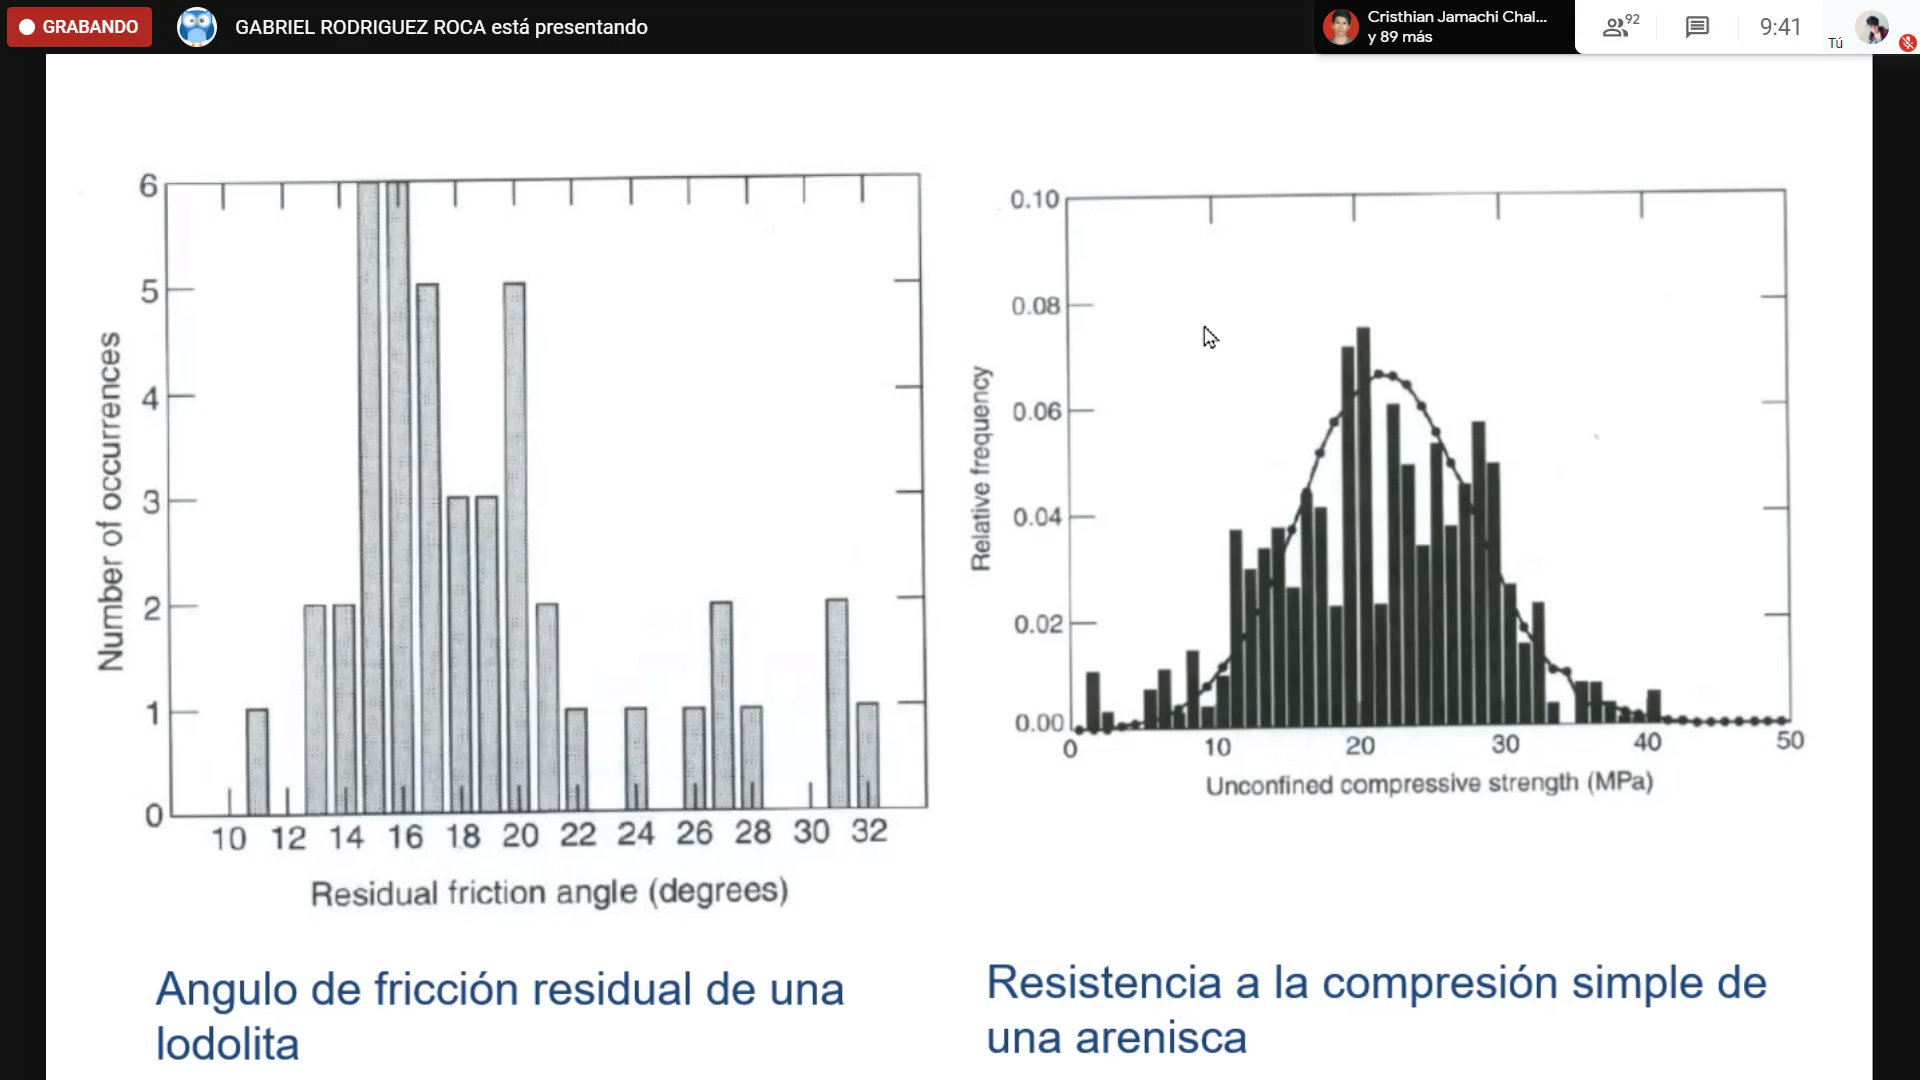 GRABANDO
GABRIEL RODRIGUEZ ROCA está presentando
Cristhian Jamachi Chal...
y 89 más
92
9:41
Tú
6
5
4
3
2
1
0
Number of occurrences
10 12 14 16 18 20 22 24 26 28 30 32
Residual friction angle (degrees)
Angulo de fricción residual de una
lodolita
0.10
0.08
0.06
0.04
0.02
0.00
Relative frequency
0 10 20 30 40 50
Unconfined compressive strength (MPa)
Resistencia a la compresión simple de
una arenisca